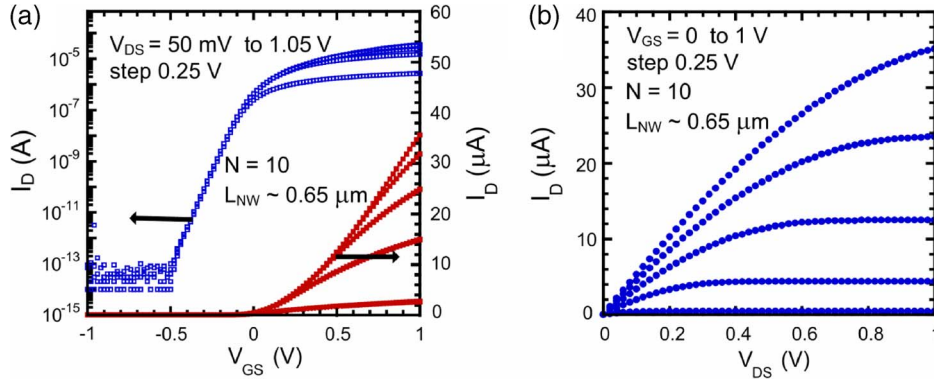 (a)
V_DS = 50 mV to 1.05 V
step 0.25 V
N = 10
L_NW ~ 0.65 μm
10^-5
10^-7
10^-9
10^-11
10^-13
10^-15
I_D (A)
-1
-0.5
0
0.5
1
V_GS (V)
60
50
40
30
20
10
0
I_D (μA)
(b)
V_GS = 0 to 1 V
step 0.25 V
N = 10
L_NW ~ 0.65 μm
40
30
20
10
0
I_D (μA)
0
0.2
0.4
0.6
0.8
1
V_DS (V)